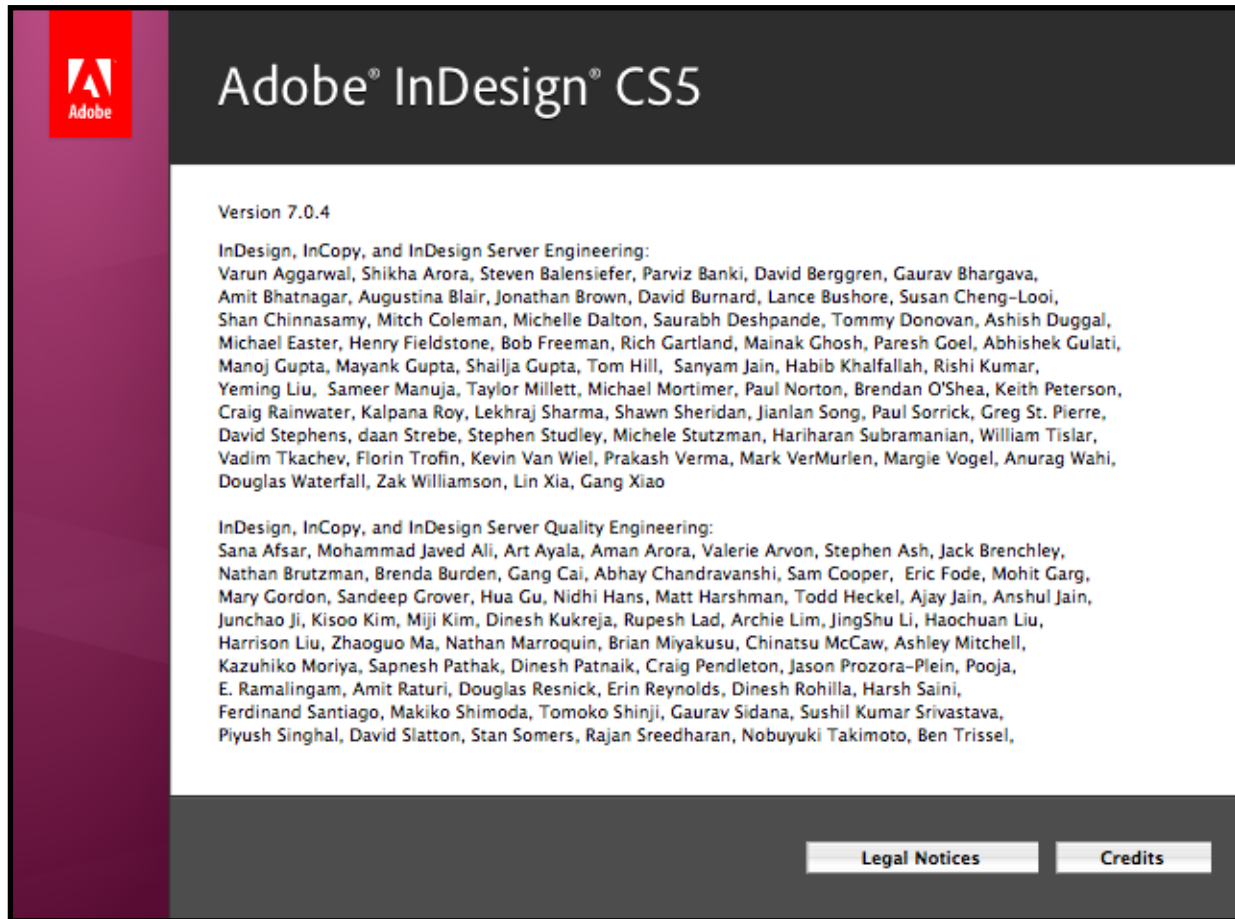 Adobe
Adobe® InDesign® CS5
Version 7.0.4
InDesign, InCopy, and InDesign Server Engineering:
Varun Aggarwal, Shikha Arora, Steven Balensiefer, Parviz Banki, David Berggren, Gaurav Bhargava,
Amit Bhatnagar, Augustina Blair, Jonathan Brown, David Burnard, Lance Bushore, Susan Cheng-Looi,
Shan Chinnasamy, Mitch Coleman, Michelle Dalton, Saurabh Deshpande, Tommy Donovan, Ashish Duggal,
Michael Easter, Henry Fieldstone, Bob Freeman, Rich Gartland, Mainak Ghosh, Paresh Goel, Abhishek Gulati,
Manoj Gupta, Mayank Gupta, Shailja Gupta, Tom Hill,  Sanyam Jain, Habib Khalfallah, Rishi Kumar,
Yeming Liu,  Sameer Manuja, Taylor Millett, Michael Mortimer, Paul Norton, Brendan O'Shea, Keith Peterson,
Craig Rainwater, Kalpana Roy, Lekhraj Sharma, Shawn Sheridan, Jianlan Song, Paul Sorrick, Greg St. Pierre,
David Stephens, daan Strebe, Stephen Studley, Michele Stutzman, Hariharan Subramanian, William Tislar,
Vadim Tkachev, Florin Trofin, Kevin Van Wiel, Prakash Verma, Mark VerMurlen, Margie Vogel, Anurag Wahi,
Douglas Waterfall, Zak Williamson, Lin Xia, Gang Xiao
InDesign, InCopy, and InDesign Server Quality Engineering:
Sana Afsar, Mohammad Javed Ali, Art Ayala, Aman Arora, Valerie Arvon, Stephen Ash, Jack Brenchley,
Nathan Brutzman, Brenda Burden, Gang Cai, Abhay Chandravanshi, Sam Cooper,  Eric Fode, Mohit Garg,
Mary Gordon, Sandeep Grover, Hua Gu, Nidhi Hans, Matt Harshman, Todd Heckel, Ajay Jain, Anshul Jain,
Junchao Ji, Kisoo Kim, Miji Kim, Dinesh Kukreja, Rupesh Lad, Archie Lim, JingShu Li, Haochuan Liu,
Harrison Liu, Zhaoguo Ma, Nathan Marroquin, Brian Miyakusu, Chinatsu McCaw, Ashley Mitchell,
Kazuhiko Moriya, Sapnesh Pathak, Dinesh Patnaik, Craig Pendleton, Jason Prozora-Plein, Pooja,
E. Ramalingam, Amit Raturi, Douglas Resnick, Erin Reynolds, Dinesh Rohilla, Harsh Saini,
Ferdinand Santiago, Makiko Shimoda, Tomoko Shinji, Gaurav Sidana, Sushil Kumar Srivastava,
Piyush Singhal, David Slatton, Stan Somers, Rajan Sreedharan, Nobuyuki Takimoto, Ben Trissel,
Legal Notices
Credits